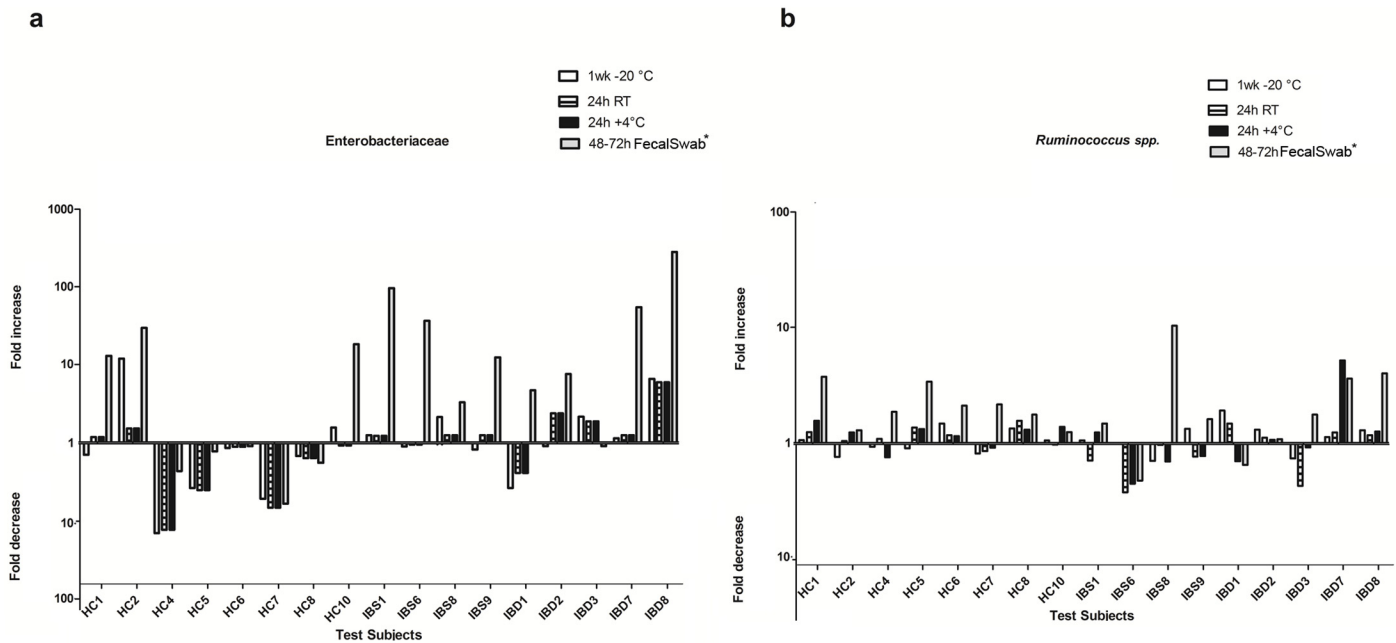 a
1wk -20 °C
24h RT
24h +4°C
48-72h FecalSwab*
Enterobacteriaceae
1000
100
10
1
10
100
Fold increase
Fold decrease
HC1 HC2 HC4 HC5 HC6 HC7 HC8 HC10 IBS1 IBS6 IBS8 IBS9 IBD1 IBD2 IBD3 IBD7 IBD8
Test Subjects
b
1wk -20 °C
24h RT
24h +4°C
48-72h FecalSwab*
Ruminococcus spp.
100
10
1
10
Fold increase
Fold decrease
HC1 HC2 HC4 HC5 HC6 HC7 HC8 HC10 IBS1 IBS6 IBS8 IBS9 IBD1 IBD2 IBD3 IBD7 IBD8
Test Subjects